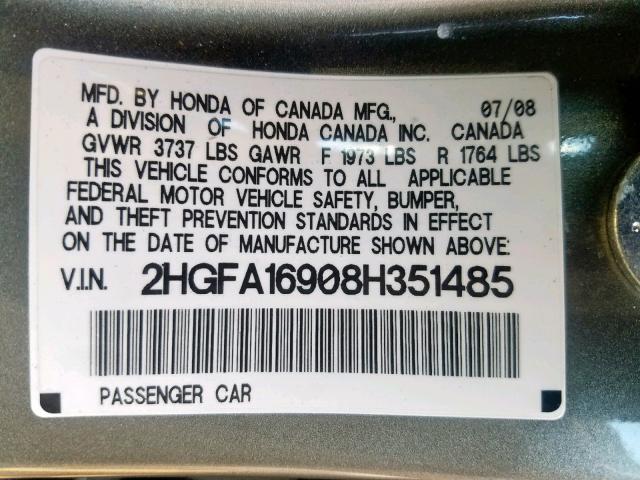 MFD. BY HONDA OF CANADA MFG., 07/08
A DIVISION OF HONDA CANADA INC. CANADA
GVWR 3737 LBS GAWR F 1973 LBS R 1764 LBS
THIS VEHICLE CONFORMS TO ALL APPLICABLE
FEDERAL MOTOR VEHICLE SAFETY, BUMPER,
AND THEFT PREVENTION STANDARDS IN EFFECT
ON THE DATE OF MANUFACTURE SHOWN ABOVE:
V.I.N. 2HGFA16908H351485
PASSENGER CAR